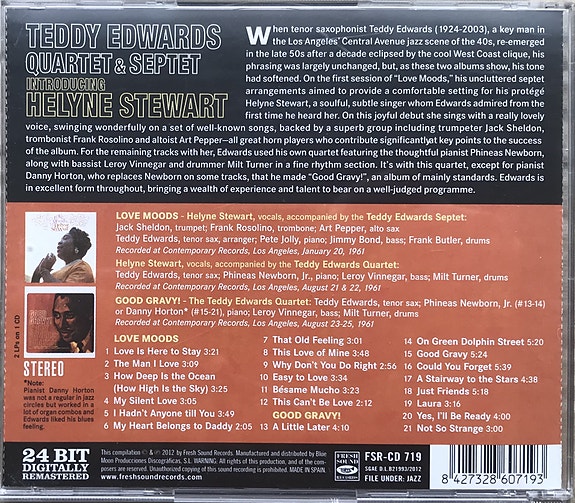 TEDDY EDWARDS
QUARTET & SEPTET
INTRODUCING
HELYNE STEWART
When tenor saxophonist Teddy Edwards (1924-2003), a key man in
the Los Angeles' Central Avenue jazz scene of the 40s, re-emerged
in the late 50s after a decade eclipsed by the cool West Coast clique, his
phrasing was largely unchanged, but, as these two albums show, his tone
had softened. On the first session of "Love Moods," his uncluttered septet
arrangements aimed to provide a comfortable setting for his protégé
Helyne Stewart, a soulful, subtle singer whom Edwards admired from the
first time he heard her. On this joyful debut she sings with a really lovely
voice, swinging wonderfully on a set of well-known songs, backed by a superb group including trumpeter Jack Sheldon,
trombonist Frank Rosolino and altoist Art Pepper—all great horn players who contribute significantlyt key points to the success
of the album. For the remaining tracks with her, Edwards used his own quartet featuring the thoughtful pianist Phineas Newborn,
along with bassist Leroy Vinnegar and drummer Milt Turner in a fine rhythm section. It's with this quartet, except for pianist
Danny Horton, who replaces Newborn on some tracks, that he made "Good Gravy!", an album of mainly standards. Edwards is
in excellent form throughout, bringing a wealth of experience and talent to bear on a well-judged programme.
LOVE MOODS - Helyne Stewart, vocals, accompanied by the Teddy Edwards Septet:
Jack Sheldon, trumpet; Frank Rosolino, trombone; Art Pepper, alto sax
Teddy Edwards, tenor sax, arranger; Pete Jolly, piano; Jimmy Bond, bass; Frank Butler, drums
Recorded at Contemporary Records, Los Angeles, January 20, 1961
Helyne Stewart, vocals, accompanied by the Teddy Edwards Quartet:
Teddy Edwards, tenor sax; Phineas Newborn, Jr., piano; Leroy Vinnegar, bass; Milt Turner, drums
Recorded at Contemporary Records, Los Angeles, August 21 & 22, 1961
GOOD GRAVY! - The Teddy Edwards Quartet: Teddy Edwards, tenor sax; Phineas Newborn, Jr. (#13-14)
or Danny Horton* (#15-21), piano; Leroy Vinnegar, bass; Milt Turner, drums
Recorded at Contemporary Records, Los Angeles, August 23-25, 1961
2 LPs on 1 CD
STEREO
*Note:
Pianist Danny Horton
was not a regular in jazz
circles but worked in a
lot of organ combos and
Edwards liked his blues
feeling.
LOVE MOODS
1 Love Is Here to Stay 3:21
2 The Man I Love 3:09
3 How Deep Is the Ocean
(How High is the Sky) 3:25
4 My Silent Love 3:05
5 I Hadn't Anyone till You 3:49
6 My Heart Belongs to Daddy 2:05
7 That Old Feeling 3:01
8 This Love of Mine 3:48
9 Why Don't You Do Right 2:56
10 Easy to Love 3:34
11 Bésame Mucho 3:23
12 This Can't Be Love 2:12
GOOD GRAVY!
13 A Little Later 4:10
14 On Green Dolphin Street 5:20
15 Good Gravy 5:24
16 Could You Forget 5:39
17 A Stairway to the Stars 4:38
18 Just Friends 5:18
19 Laura 3:16
20 Yes, I'll Be Ready 4:00
21 Not So Strange 3:00
24 BIT
DIGITALLY
REMASTERED
This compilation © & ℗ 2012 by Fresh Sound Records. Manufactured and distributed by Blue
Moon Producciones Discográficas, S.L. WARNING. All rights of this production, and of the com-
pilation, are reserved. Unauthorized copying of this sound recording is prohibited. MADE IN SPAIN.
www.freshsoundrecords.com
FRESH
SOUND
RECORDS
FSR-CD 719
SGAE D.L.B21993/2012
FILE UNDER: JAZZ
8 427328 607193